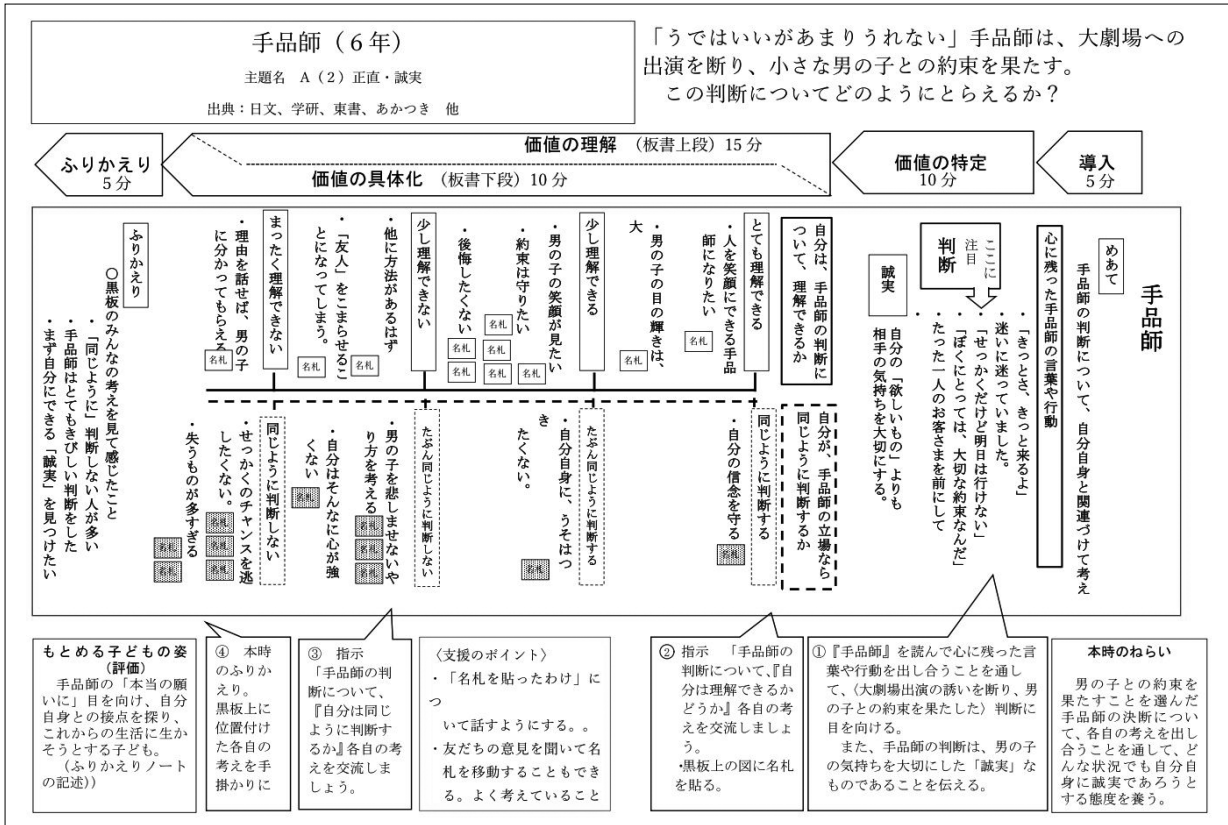 手品師（６年）
主題名　A（２）正直・誠実
出典：日文、学研、東書、あかつき　他
「うではいいがあまりうれない」手品師は、大劇場への
出演を断り、小さな男の子との約束を果たす。
この判断についてどのようにとらえるか？
導入
５分
価値の特定
10分
価値の理解　（板書上段）15分
価値の具体化　（板書下段）10分
ふりかえり
５分
手品師
めあて
手品師の判断について、自分自身と関連づけて考え
心に残った手品師の言葉や行動
・「きっとさ、きっと来るよ」
・迷いに迷っていました。
・「せっかくだけど明日は行けない」
・「ぼくにとっては、大切な約束なんだ」
・たった一人のお客さまを前にして
ここに
注目
判断
誠実
自分の「欲しいもの」よりも
相手の気持ちを大切にする。
自分は、手品師の判断に
ついて、理解できるか
とても理解できる
・人を笑顔にできる手品
師になりたい
名札
・男の子の目の輝きは、
大
名札
少し理解できる
・男の子の笑顔が見たい
・約束は守りたい
・後悔したくない
名札
名札
名札
名札
名札
名札
名札
少し理解できない
・他に方法があるはず
・「友人」をこまらせるこ
とになってしまう。
名札
名札
まったく理解できない
・理由を話せば、男の子
に分かってもらえる
名札
自分が、手品師の立場なら
同じように判断するか
同じように判断する
・自分の信念を守る
名札
たぶん同じように判断する
・自分自身に、うそはつ
き
たくない。
名札
たぶん同じように判断しない
・男の子を悲しませないや
り方を考える
名札
名札
名札
・自分はそんなに心が強
くない
名札
同じように判断しない
・せっかくのチャンスを逃
したくない。
名札
名札
名札
・失うものが多すぎる
名札
名札
ふりかえり
〇黒板のみんなの考えを見て感じたこと
・「同じように」判断しない人が多い
・手品師はとてもきびしい判断をした
・まず自分にできる「誠実」を見つけたい
本時のねらい
男の子との約束を
果たすことを選んだ
手品師の決断につい
て、各自の考えを出し
合うことを通して、ど
んな状況でも自分自
身に誠実であろうと
する態度を養う。
①『手品師』を読んで心に残った言
葉や行動を出し合うことを通し
て、〈大劇場出演の誘いを断り、男
の子との約束を果たした〉判断に
目を向ける。
また、手品師の判断は、男の子
の気持ちを大切にした「誠実」な
ものであることを伝える。
② 指示　「手品師の
判断について、『自
分は理解できるか
どうか』各自の考
えを交流しましょ
う。
・黒板上の図に名札
を貼る。
〈支援のポイント〉
・「名札を貼ったわけ」に
つ
いて話すようにする。。
・友だちの意見を聞いて名
札を移動することもでき
る。よく考えていること
③ 指示
「手品師の判
断について、
『自分は同じ
ように判断す
るか』各自の考
えを交流しま
しょう。
④ 本時
のふりか
えり。
黒板上に
位置付け
た各自の
考えを手
掛かりに
もとめる子どもの姿
（評価）
手品師の「本当の願
いに」目を向け、自分
自身との接点を探り、
これからの生活に生か
そうとする子ども。
（ふりかえりノート
の記述））